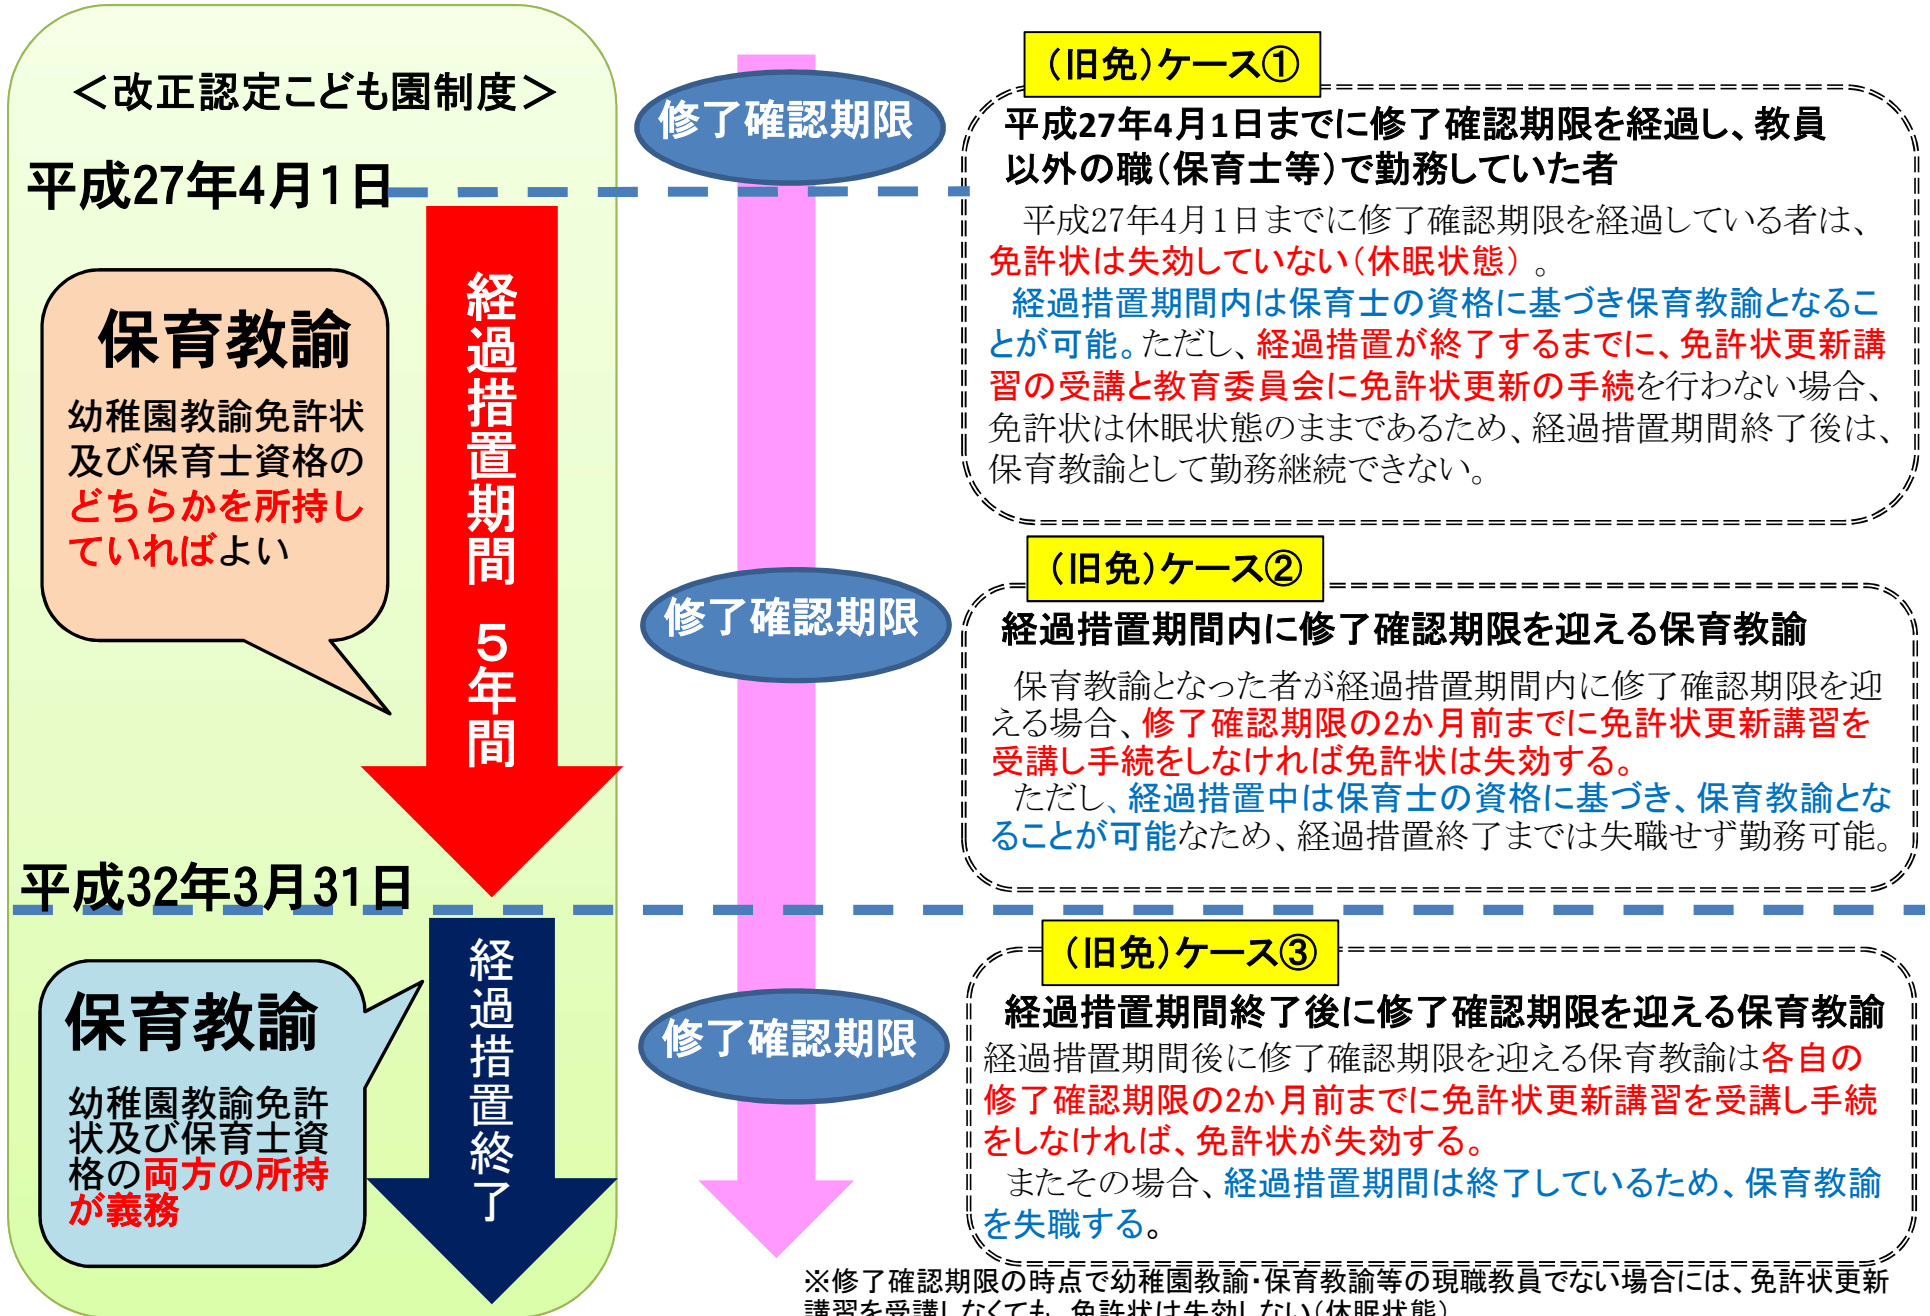 ＜改正認定こども園制度＞
平成27年4月1日
経過措置期間 5年間
保育教諭
幼稚園教諭免許状
及び保育士資格の
どちらかを所持し
ていればよい
平成32年3月31日
経過措置終了
保育教諭
幼稚園教諭免許
状及び保育士資
格の両方の所持
が義務
修了確認期限
修了確認期限
修了確認期限
（旧免）ケース①
平成27年4月1日までに修了確認期限を経過し、教員
以外の職（保育士等）で勤務していた者
平成27年4月1日までに修了確認期限を経過している者は、
免許状は失効していない（休眠状態）。
経過措置期間内は保育士の資格に基づき保育教諭となるこ
とが可能。ただし、経過措置が終了するまでに、免許状更新講
習の受講と教育委員会に免許状更新の手続を行わない場合、
免許状は休眠状態のままであるため、経過措置期間終了後は、
保育教諭として勤務継続できない。
（旧免）ケース②
経過措置期間内に修了確認期限を迎える保育教諭
保育教諭となった者が経過措置期間内に修了確認期限を迎
える場合、修了確認期限の2か月前までに免許状更新講習を
受講し手続をしなければ免許状は失効する。
ただし、経過措置中は保育士の資格に基づき、保育教諭とな
ることが可能なため、経過措置終了までは失職せず勤務可能。
（旧免）ケース③
経過措置期間終了後に修了確認期限を迎える保育教諭
経過措置期間後に修了確認期限を迎える保育教諭は各自の
修了確認期限の2か月前までに免許状更新講習を受講し手続
をしなければ、免許状が失効する。
またその場合、経過措置期間は終了しているため、保育教諭
を失職する。
※修了確認期限の時点で幼稚園教諭・保育教諭等の現職教員でない場合には、免許状更新
講習を受講しなくても、免許状は失効しない（休眠状態）